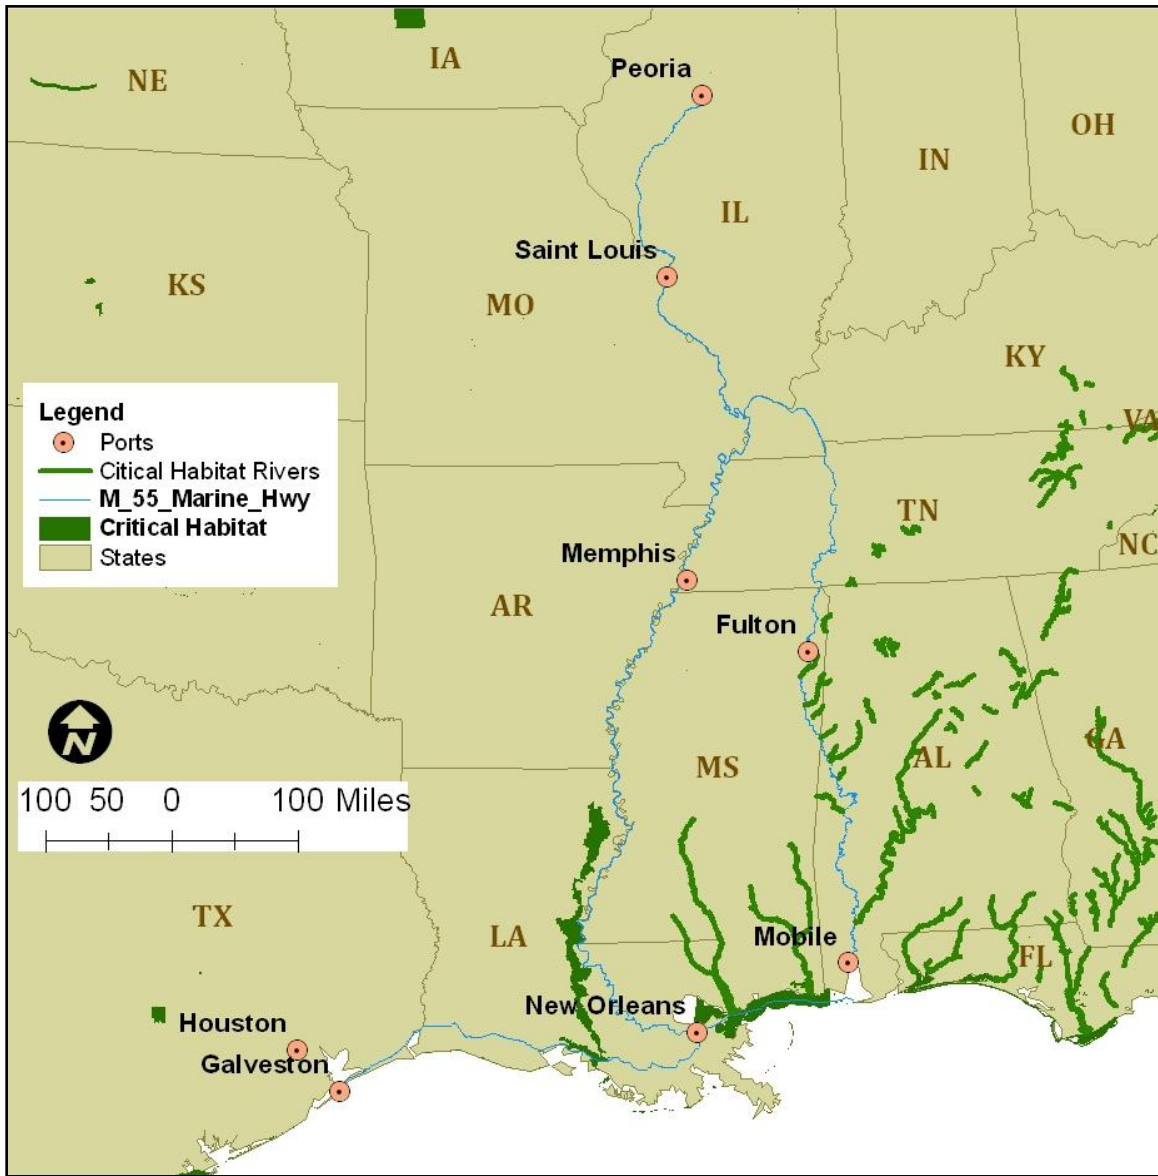 NE
IA
Peoria
OH
IN
IL
Saint Louis
KS
MO
KY
VA
Legend
Ports
Citical Habitat Rivers
M_55_Marine_Hwy
Critical Habitat
States
TN
NC
Memphis
AR
Fulton
N
MS
AL
GA
100 50 0 100 Miles
TX
LA
Mobile
FL
New Orleans
Houston
Galveston